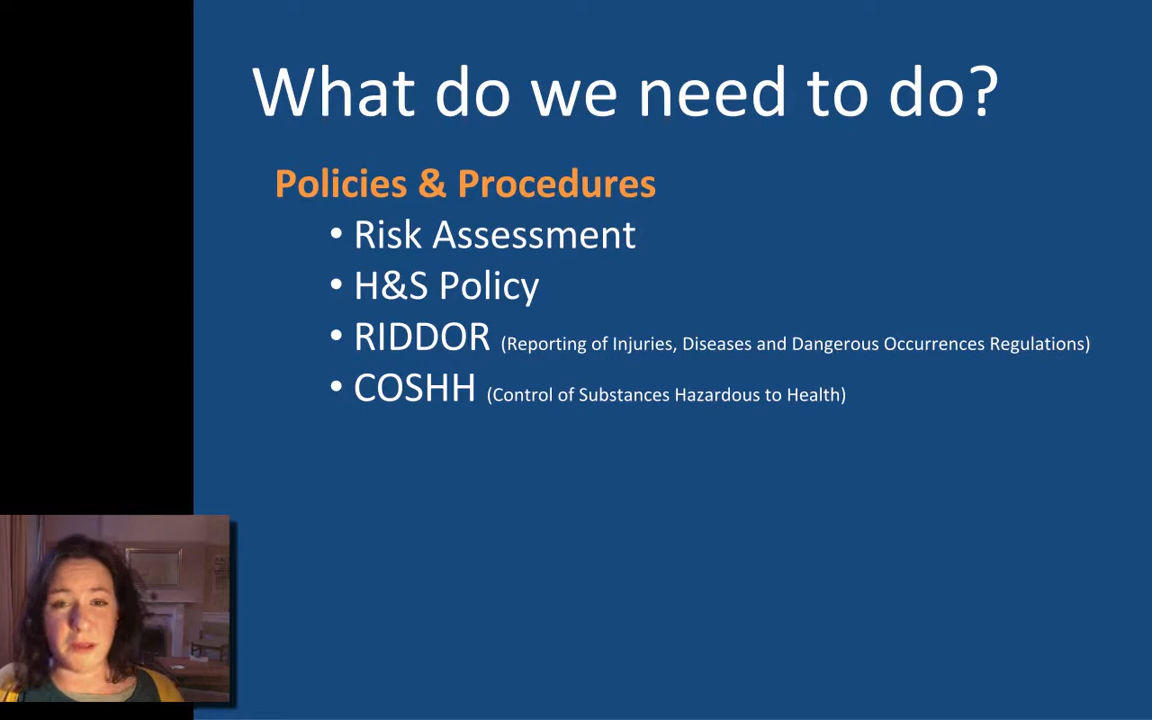 What do we need to do?
Policies & Procedures
• Risk Assessment
• H&S Policy
• RIDDOR (Reporting of Injuries, Diseases and Dangerous Occurrences Regulations)
• COSHH (Control of Substances Hazardous to Health)